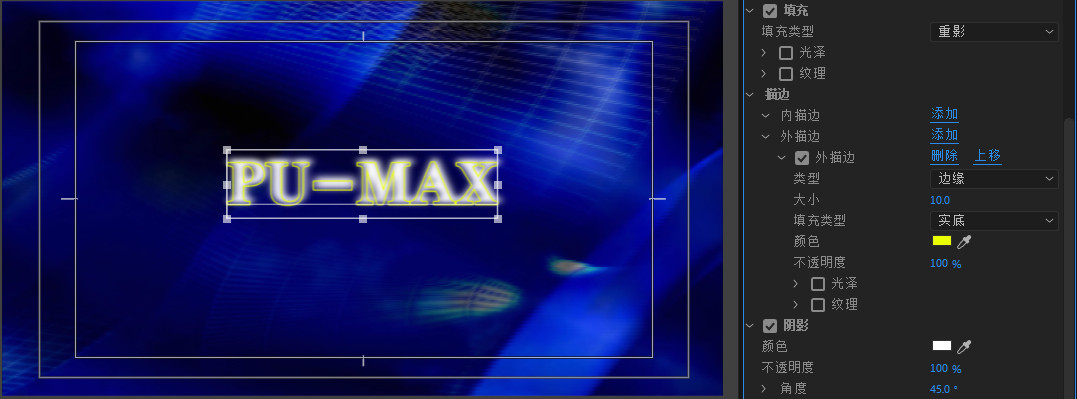 PU-MAX
填充
填充类型 重影
光泽
纹理
描边
内描边 添加
外描边 添加
外描边 删除 上移
类型 边缘
大小 10.0
填充类型 实底
颜色
不透明度 100 %
光泽
纹理
阴影
颜色
不透明度 100 %
角度 45.0 °